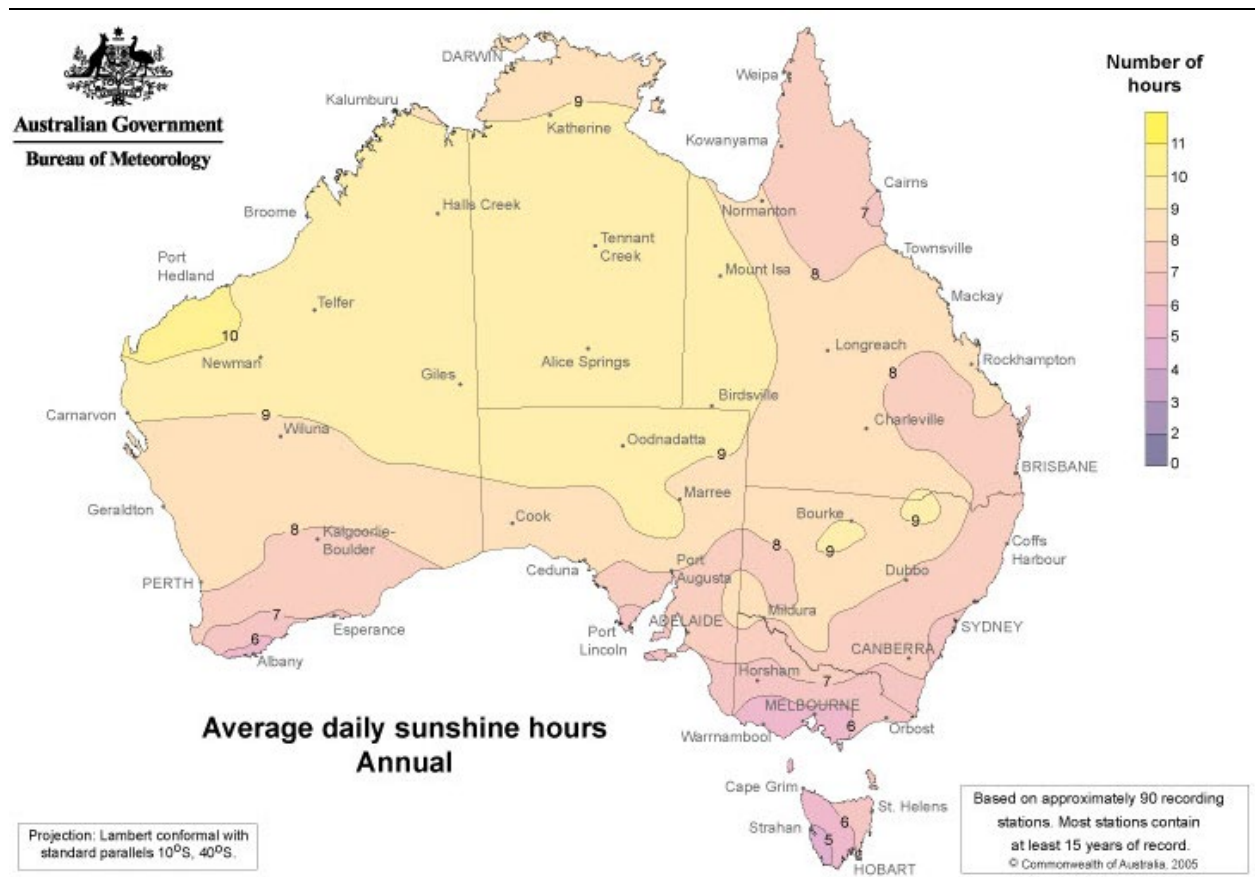 Australian Government
Bureau of Meteorology
DARWIN
Kalumburu
9
Katherine
Weipa
Kowanyama
Number of
hours
11
10
9
8
7
6
5
4
3
2
0
Cairns
7
Broome
Halls Creek
Normanton
Townsville
Tennant
Creek
Port
Hedland
Mount Isa
8
Mackay
Telfer
10
Newman
Alice Springs
Longreach
Rockhampton
Giles
8
Birdsville
Carnarvon
9
Wiluna
Charleville
Oodnadatta
9
BRISBANE
Marree
Geraldton
Cook
Bourke
9
9
8
Kalgoorlie-
Boulder
8
Coffs
Harbour
PERTH
Ceduna
Port
Augusta
Dubbo
7
Esperance
Mildura
ADELAIDE
SYDNEY
6
Albany
Port
Lincoln
CANBERRA
Horsham
7
MELBOURNE
Warrnambool
6
Orbost
Average daily sunshine hours
Annual
Cape Grim
St. Helens
6
Strahan
5
HOBART
Projection: Lambert conformal with
standard parallels 10°S, 40°S.
Based on approximately 90 recording
stations. Most stations contain
at least 15 years of record.
© Commonwealth of Australia, 2005